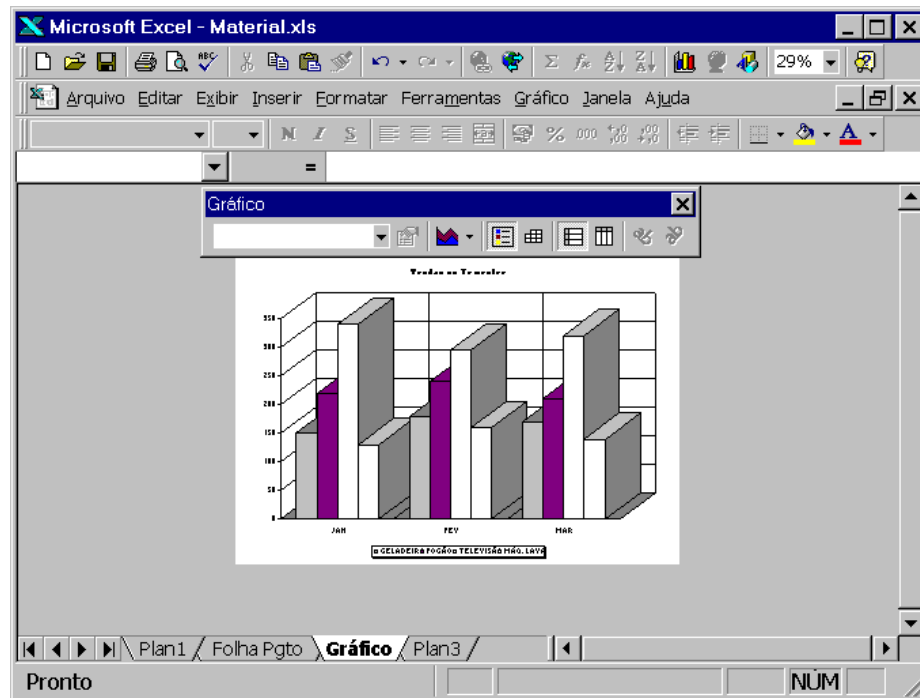 Microsoft Excel - Material.xls
ABC
29%
Arquivo Editar Exibir Inserir Formatar Ferramentas Gráfico Janela Ajuda
N I S % 000
=
Gráfico
350
300
250
200
150
100
50
0
JAN FEV MAR
GELADEIRA FOGÃO TELEVISÃO MÁQ. LAVA
Plan1 Folha Pgto Gráfico Plan3
Pronto NÚM